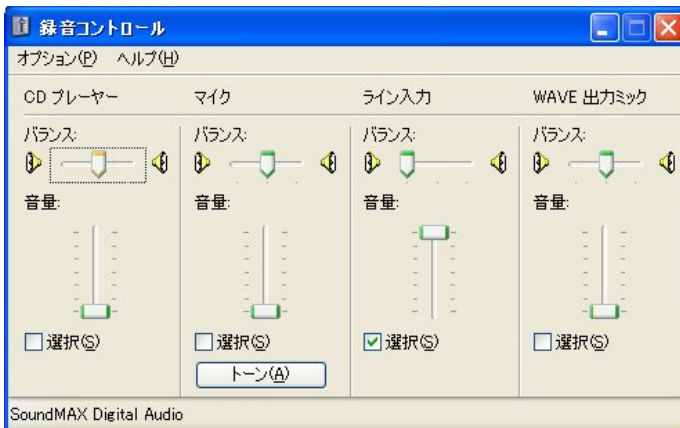 録音コントロール
オプション(P) ヘルプ(H)
CD プレーヤー
バランス:
音量:
選択(S)
マイク
バランス:
音量:
選択(S)
トーン(A)
ライン入力
バランス:
音量:
選択(S)
WAVE 出力ミック
バランス:
音量:
選択(S)
SoundMAX Digital Audio